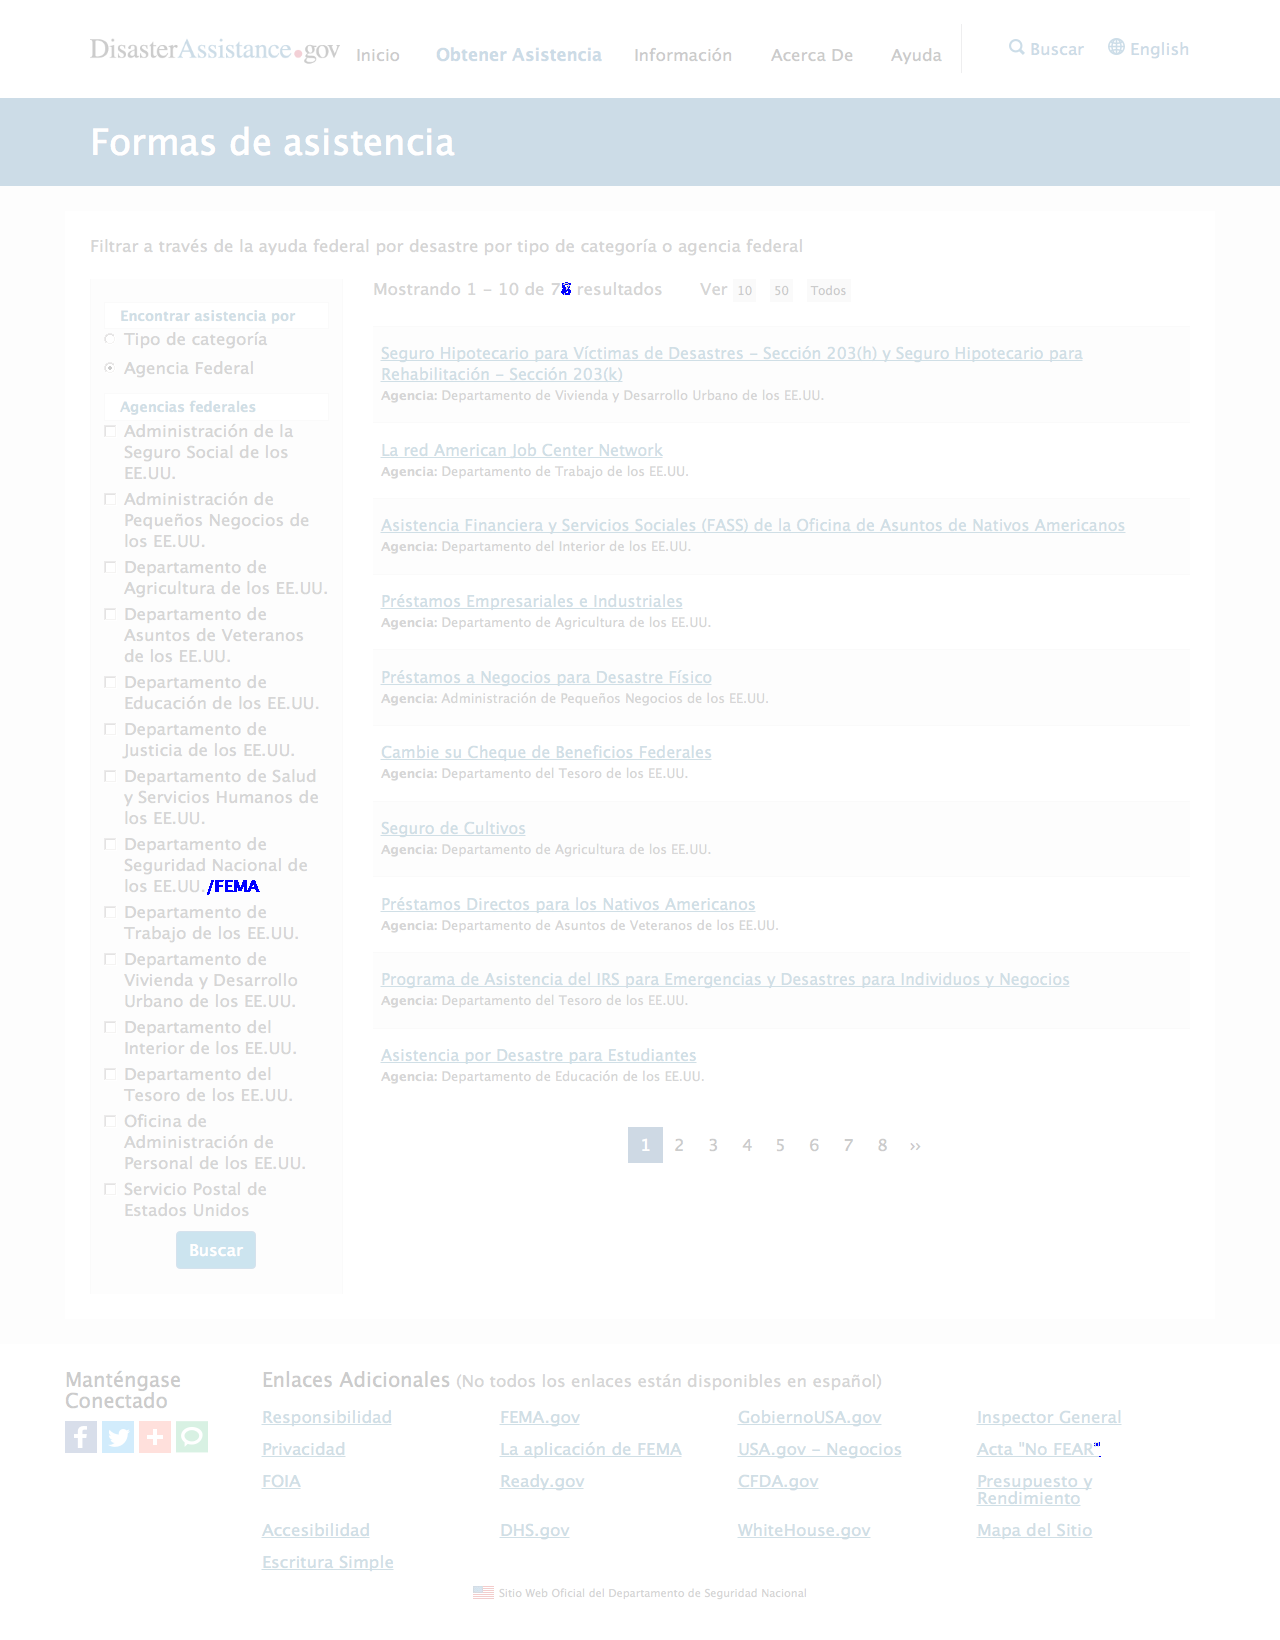 DisasterAssistance.gov
Inicio Obtener Asistencia Información Acerca De Ayuda Buscar English
Formas de asistencia
Filtrar a través de la ayuda federal por desastre por tipo de categoría o agencia federal
Mostrando 1 - 10 de resultados Ver 10 50 Todos
Encontrar asistencia por
Tipo de categoría
Agencia Federal
Agencias federales
Administración de la
Seguro Social de los
EE.UU.
Administración de
Pequeños Negocios de
los EE.UU.
Departamento de
Agricultura de los EE.UU.
Departamento de
Asuntos de Veteranos
de los EE.UU.
Departamento de
Educación de los EE.UU.
Departamento de
Justicia de los EE.UU.
Departamento de Salud
y Servicios Humanos de
los EE.UU.
Departamento de
Seguridad Nacional de
los EE.UU./FEMA
Departamento de
Trabajo de los EE.UU.
Departamento de
Vivienda y Desarrollo
Urbano de los EE.UU.
Departamento del
Interior de los EE.UU.
Departamento del
Tesoro de los EE.UU.
Oficina de
Administración de
Personal de los EE.UU.
Servicio Postal de
Estados Unidos
Buscar
Seguro Hipotecario para Víctimas de Desastres - Sección 203(h) y Seguro Hipotecario para
Rehabilitación - Sección 203(k)
Agencia: Departamento de Vivienda y Desarrollo Urbano de los EE.UU.
La red American Job Center Network
Agencia: Departamento de Trabajo de los EE.UU.
Asistencia Financiera y Servicios Sociales (FASS) de la Oficina de Asuntos de Nativos Americanos
Agencia: Departamento del Interior de los EE.UU.
Préstamos Empresariales e Industriales
Agencia: Departamento de Agricultura de los EE.UU.
Préstamos a Negocios para Desastre Físico
Agencia: Administración de Pequeños Negocios de los EE.UU.
Cambie su Cheque de Beneficios Federales
Agencia: Departamento del Tesoro de los EE.UU.
Seguro de Cultivos
Agencia: Departamento de Agricultura de los EE.UU.
Préstamos Directos para los Nativos Americanos
Agencia: Departamento de Asuntos de Veteranos de los EE.UU.
Programa de Asistencia del IRS para Emergencias y Desastres para Individuos y Negocios
Agencia: Departamento del Tesoro de los EE.UU.
Asistencia por Desastre para Estudiantes
Agencia: Departamento de Educación de los EE.UU.
1 2 3 4 5 6 7 8 ››
Manténgase
Conectado
Enlaces Adicionales (No todos los enlaces están disponibles en español)
Responsibilidad FEMA.gov GobiernoUSA.gov Inspector General
Privacidad La aplicación de FEMA USA.gov - Negocios Acta "No FEAR"
FOIA Ready.gov CFDA.gov Presupuesto y
Rendimiento
Accesibilidad DHS.gov WhiteHouse.gov Mapa del Sitio
Escritura Simple
Sitio Web Oficial del Departamento de Seguridad Nacional